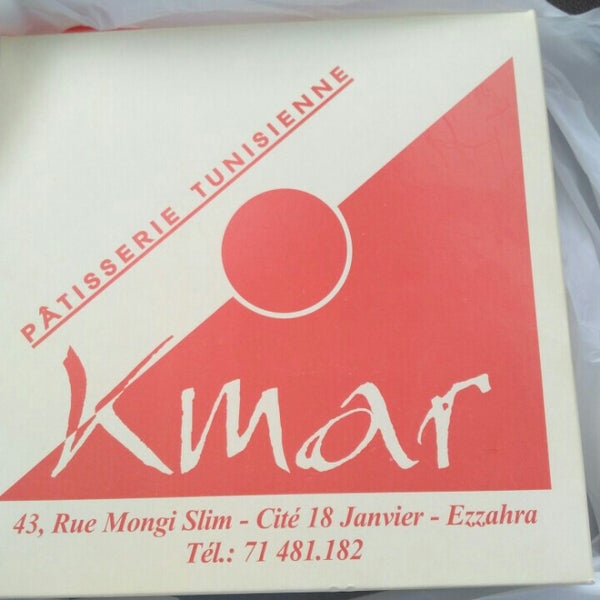 PÂTISSERIE TUNISIENNE
Kmar
43, Rue Mongi Slim - Cité 18 Janvier - Ezzahra
Tél.: 71 481.182